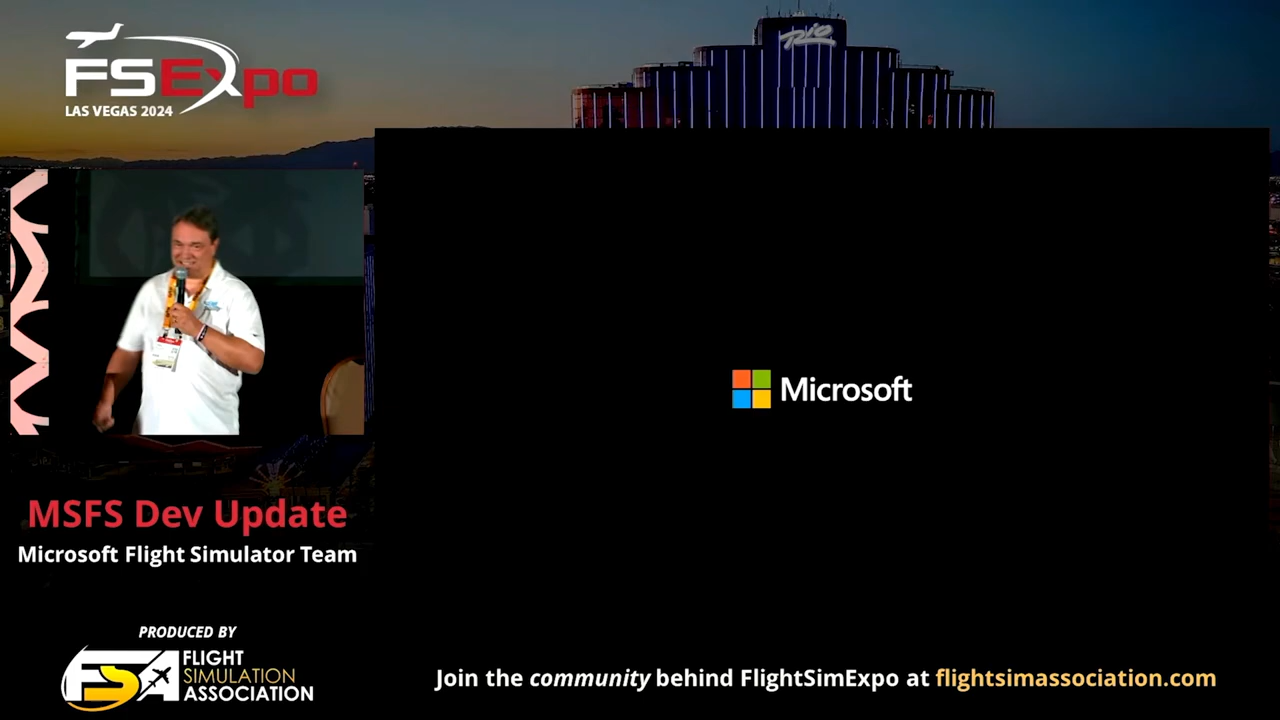 FSExpo
LAS VEGAS 2024
Rio
Microsoft
MSFS Dev Update
Microsoft Flight Simulator Team
PRODUCED BY
FSA
FLIGHT
SIMULATION
ASSOCIATION
Join the community behind FlightSimExpo at flightsimassociation.com